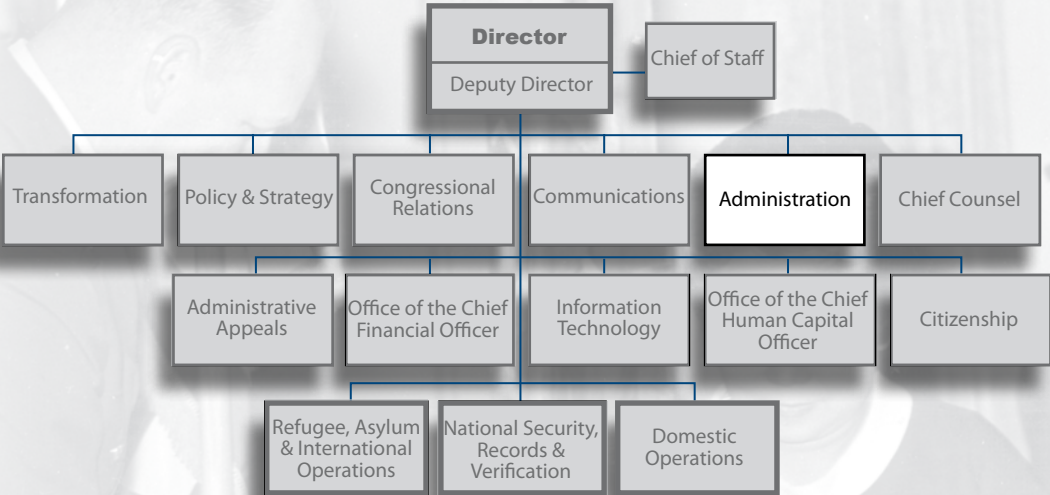 Director
Deputy Director
Chief of Staff
Transformation
Policy & Strategy
Congressional
Relations
Communications
Administration
Chief Counsel
Administrative
Appeals
Office of the Chief
Financial Officer
Information
Technology
Office of the Chief
Human Capital
Officer
Citizenship
Refugee, Asylum
& International
Operations
National Security,
Records &
Verification
Domestic
Operations